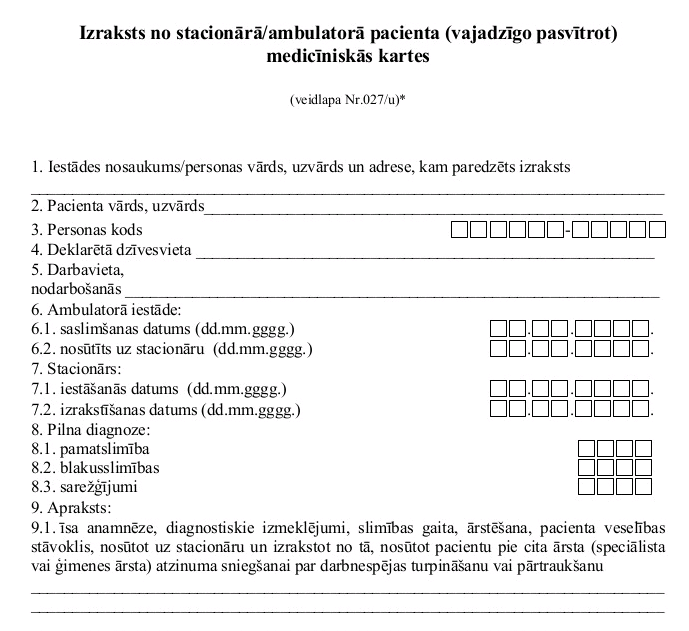 Izraksts no stacionārā/ambulatorā pacienta (vajadzīgo pasvītrot)
medicīniskās kartes
(veidlapa Nr.027/u)*
1. Iestādes nosaukums/personas vārds, uzvārds un adrese, kam paredzēts izraksts
2. Pacienta vārds, uzvārds
3. Personas kods -
4. Deklarētā dzīvesvieta
5. Darbavieta,
nodarbošanās
6. Ambulatorā iestāde:
6.1. saslimšanas datums (dd.mm.gggg.) . . .
6.2. nosūtīts uz stacionāru (dd.mm.gggg.) . . .
7. Stacionārs:
7.1. iestāšanās datums (dd.mm.gggg.) . . .
7.2. izrakstīšanas datums (dd.mm.gggg.) . . .
8. Pilna diagnoze:
8.1. pamatslimība
8.2. blakusslimības
8.3. sarežģījumi
9. Apraksts:
9.1. īsa anamnēze, diagnostiskie izmeklējumi, slimības gaita, ārstēšana, pacienta veselības
stāvoklis, nosūtot uz stacionāru un izrakstot no tā, nosūtot pacientu pie cita ārsta (speciālista
vai ģimenes ārsta) atzinuma sniegšanai par darbnespējas turpināšanu vai pārtraukšanu